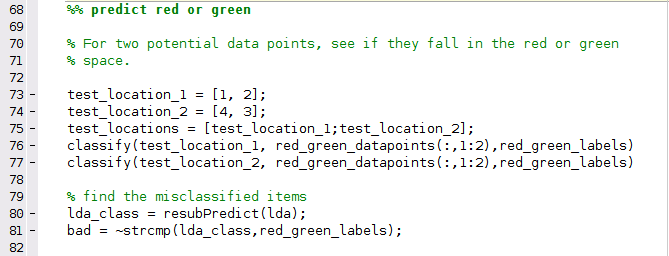 68 %% predict red or green
69
70 % For two potential data points, see if they fall in the red or green
71 % space.
72
73 - test_location_1 = [1, 2];
74 - test_location_2 = [4, 3];
75 - test_locations = [test_location_1;test_location_2];
76 - classify(test_location_1, red_green_datapoints(:,1:2),red_green_labels)
77 - classify(test_location_2, red_green_datapoints(:,1:2),red_green_labels)
78
79 % find the misclassified items
80 - lda_class = resubPredict(lda);
81 - bad = ~strcmp(lda_class,red_green_labels);
82